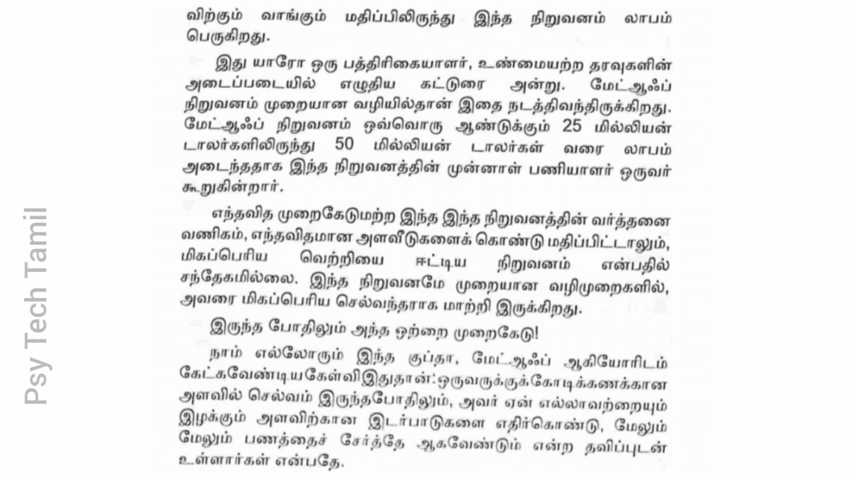 விற்கும் வாங்கும் மதிப்பிலிருந்து இந்த நிறுவனம் லாபம்
பெருகிறது.
இது யாரோ ஒரு பத்திரிகையாளர், உண்மையற்ற தரவுகளின்
அடைப்படையில் எழுதிய கட்டுரை அன்று. மேட்ஆஃப்
நிறுவனம் முறையான வழியில்தான் இதை நடத்திவந்திருக்கிறது.
மேட்ஆஃப் நிறுவனம் ஒவ்வொரு ஆண்டுக்கும் 25 மில்லியன்
டாலர்களிலிருந்து 50 மில்லியன் டாலர்கள் வரை லாபம்
அடைந்ததாக இந்த நிறுவனத்தின் முன்னாள் பணியாளர் ஒருவர்
கூறுகின்றார்.
எந்தவித முறைகேடுமற்ற இந்த இந்த நிறுவனத்தின் வர்த்தனை
வணிகம், எந்தவிதமான அளவீடுகளைக் கொண்டு மதிப்பிட்டாலும்,
மிகப்பெரிய வெற்றியை ஈட்டிய நிறுவனம் என்பதில்
சந்தேகமில்லை. இந்த நிறுவனமே முறையான வழிமுறைகளில்,
அவரை மிகப்பெரிய செல்வந்தராக மாற்றி இருக்கிறது.
இருந்த போதிலும் அந்த ஒற்றை முறைகேடு!
நாம் எல்லோரும் இந்த குப்தா, மேட்ஆஃப் ஆகியோரிடம்
கேட்கவேண்டியகேள்வி இதுதான்: ஒருவருக்குக் கோடிக்கணக்கான
அளவில் செல்வம் இருந்தபோதிலும், அவர் ஏன் எல்லாவற்றையும்
இழக்கும் அளவிற்கான இடர்பாடுகளை எதிர்கொண்டு, மேலும்
மேலும் பணத்தைச் சேர்த்தே ஆகவேண்டும் என்ற தவிப்புடன்
உள்ளார்கள் என்பதே.
Psy Tech Tamil